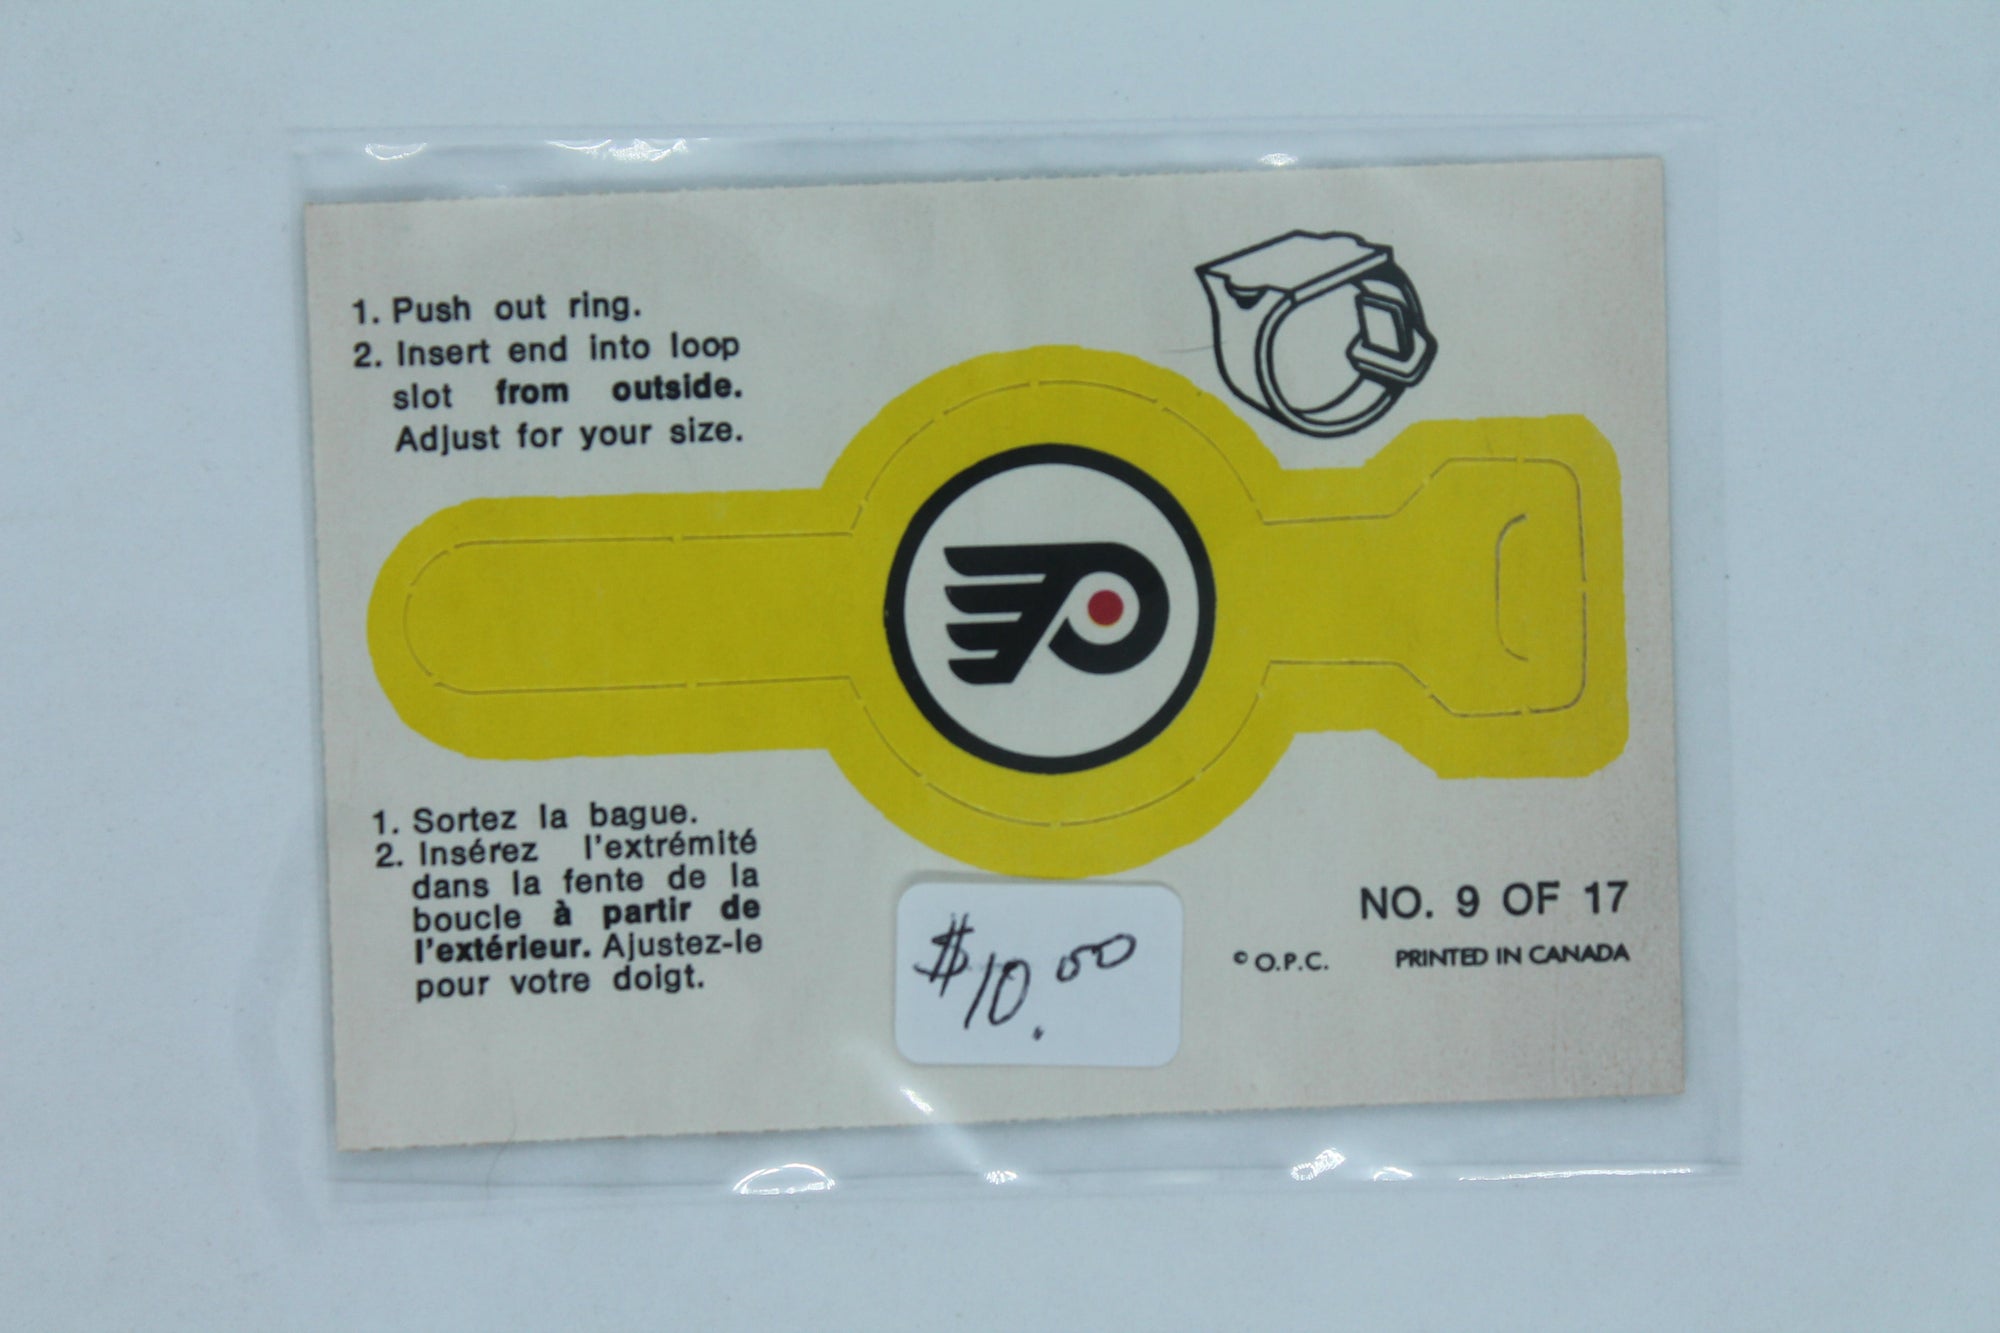 1. Push out ring.
2. Insert end into loop
slot from outside.
Adjust for your size.
1. Sortez la bague.
2. Insérez l'extrémité
dans la fente de la
boucle à partir de
l'extérieur. Ajustez-le
pour votre doigt.
$10.00
NO. 9 OF 17
© O.P.C. PRINTED IN CANADA